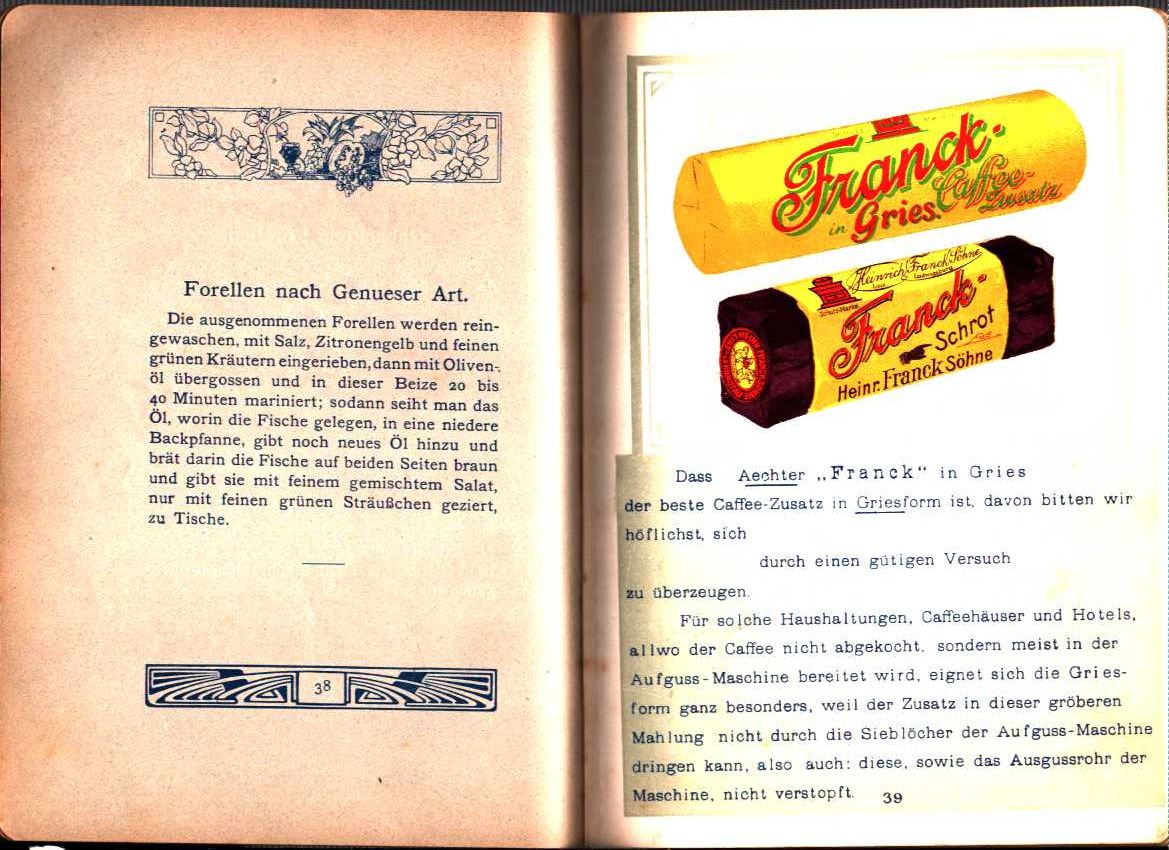 Forellen nach Genueser Art.
Die ausgenommenen Forellen werden rein-
gewaschen, mit Salz, Zitronengelb und feinen
grünen Kräutern eingerieben, dann mit Oliven-
öl übergossen und in dieser Beize 20 bis
40 Minuten mariniert; sodann seiht man das
Öl, worin die Fische gelegen, in eine niedere
Backpfanne, gibt noch neues Öl hinzu und
brät darin die Fische auf beiden Seiten braun
und gibt sie mit feinem gemischtem Salat,
nur mit feinen grünen Sträußchen geziert,
zu Tische.
38
Franck-
in Gries.
Caffee-
Zusatz
Heinrich Franck Söhne
Linz
Ludwigsburg
Schutz-Marke
Franck-
Schrot
Heinr. Franck Söhne
Dass Aechter „Franck“ in Gries
der beste Caffee-Zusatz in Griesform ist, davon bitten wir
höflichst, sich
durch einen gütigen Versuch
zu überzeugen.
Für solche Haushaltungen, Caffeehäuser und Hotels,
allwo der Caffee nicht abgekocht, sondern meist in der
Aufguss-Maschine bereitet wird, eignet sich die Gries-
form ganz besonders, weil der Zusatz in dieser gröberen
Mahlung nicht durch die Sieblöcher der Aufguss-Maschine
dringen kann, also auch: diese, sowie das Ausgussrohr der
Maschine, nicht verstopft.
39